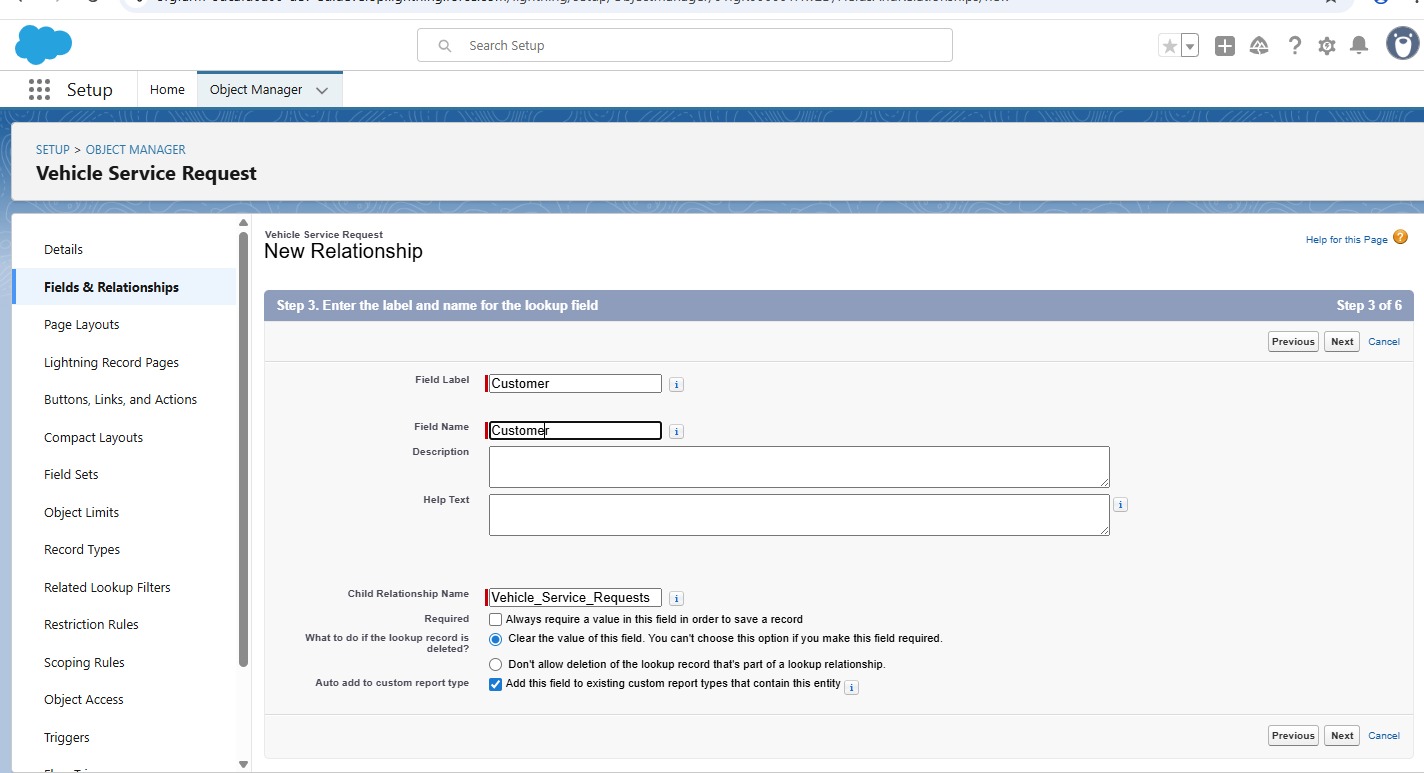 Search Setup
Setup
Home
Object Manager
SETUP > OBJECT MANAGER
Vehicle Service Request
Details
Fields & Relationships
Page Layouts
Lightning Record Pages
Buttons, Links, and Actions
Compact Layouts
Field Sets
Object Limits
Record Types
Related Lookup Filters
Restriction Rules
Scoping Rules
Object Access
Triggers
Vehicle Service Request
New Relationship
Help for this Page ?
Step 3. Enter the label and name for the lookup field
Step 3 of 6
Previous Next Cancel
Field Label Customer i
Field Name Customer i
Description
Help Text i
Child Relationship Name Vehicle_Service_Requests i
Required Always require a value in this field in order to save a record
What to do if the lookup record is
deleted?
Clear the value of this field. You can't choose this option if you make this field required.
Don't allow deletion of the lookup record that's part of a lookup relationship.
Auto add to custom report type Add this field to existing custom report types that contain this entity i
Previous Next Cancel